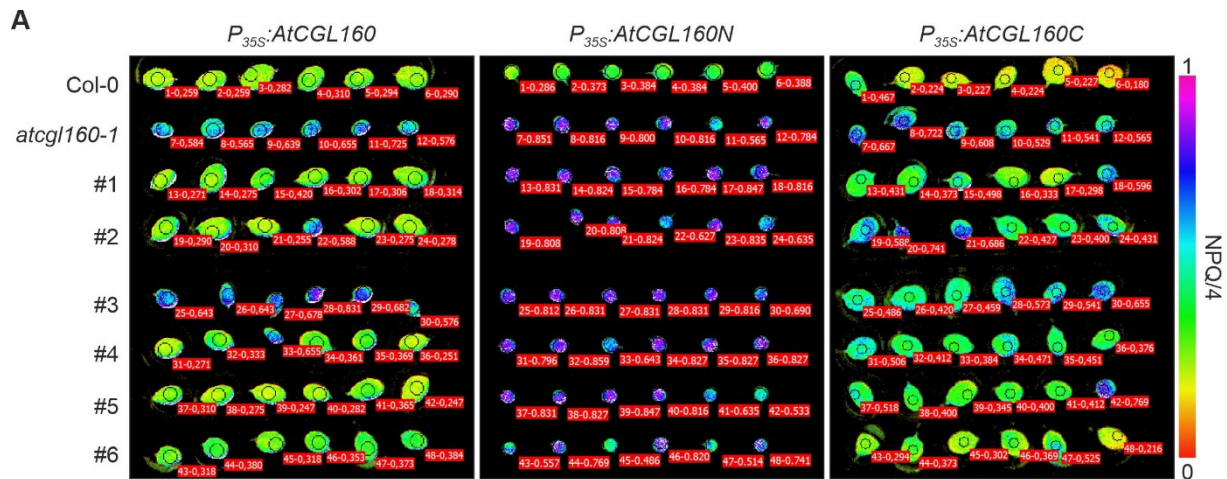 A
P35S:AtCGL160
P35S:AtCGL160N
P35S:AtCGL160C
Col-0
1-0,259 2-0,259 3-0,282 4-0,310 5-0,294 6-0,290
1-0.286 2-0.373 3-0.384 4-0.384 5-0.400 6-0.388
1-0,467 2-0,224 3-0,227 4-0,224 5-0,227 6-0,180
atcgl160-1
7-0,584 8-0,565 9-0,639 10-0,655 11-0,725 12-0,576
7-0.851 8-0.816 9-0.800 10-0.816 11-0.565 12-0.784
7-0,667 8-0,722 9-0,608 10-0,529 11-0,541 12-0,565
#1
13-0,271 14-0,275 15-0,420 16-0,302 17-0,306 18-0,314
13-0.831 14-0.824 15-0.784 16-0.784 17-0.847 18-0.816
13-0,431 14-0,373 15-0,498 16-0,333 17-0,298 18-0,596
#2
19-0,290 20-0,310 21-0,255 22-0,588 23-0,275 24-0,278
19-0.808 20-0.808 21-0.824 22-0.627 23-0.835 24-0.635
19-0,588 20-0,741 21-0,686 22-0,427 23-0,400 24-0,431
#3
25-0,643 26-0,643 27-0,678 28-0,831 29-0,682 30-0,576
25-0.812 26-0.831 27-0.831 28-0.831 29-0.816 30-0.690
25-0,486 26-0,420 27-0,459 28-0,573 29-0,541 30-0,655
#4
31-0,271 32-0,333 33-0,655 34-0,361 35-0,369 36-0,251
31-0.796 32-0.859 33-0.643 34-0.827 35-0.827 36-0.827
31-0,506 32-0,412 33-0,384 34-0,471 35-0,451 36-0,376
#5
37-0,310 38-0,275 39-0,247 40-0,282 41-0,365 42-0,247
37-0.831 38-0.827 39-0.847 40-0.816 41-0.635 42-0.533
37-0,518 38-0,400 39-0,345 40-0,400 41-0,412 42-0,769
#6
43-0,318 44-0,380 45-0,318 46-0,353 47-0,373 48-0,384
43-0.557 44-0.769 45-0.486 46-0.820 47-0.514 48-0.741
43-0,294 44-0,373 45-0,302 46-0,369 47-0,525 48-0,216
1
NPQ/4
0